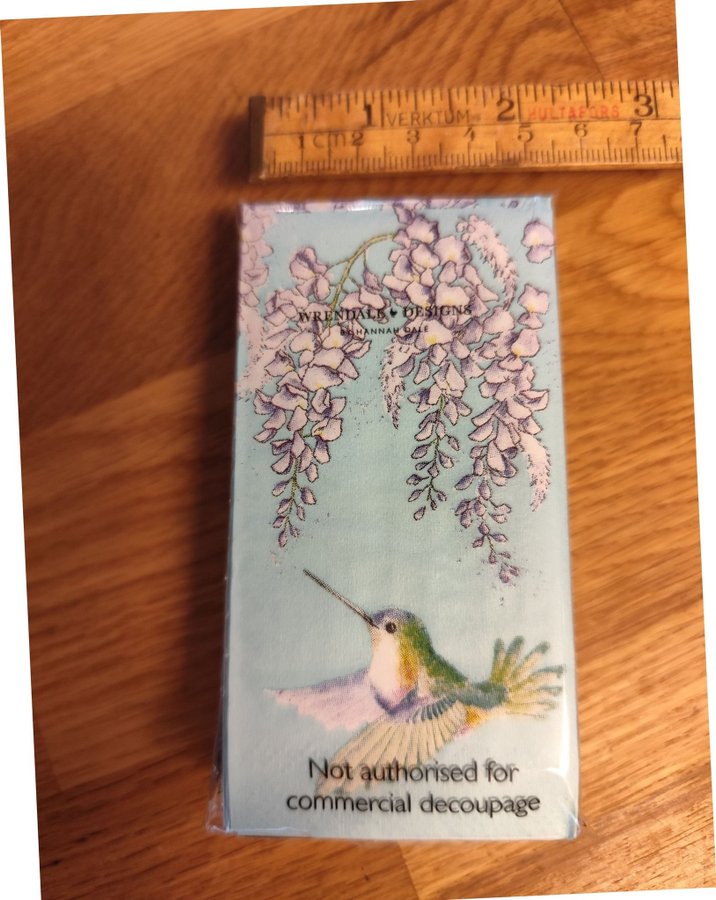 1 VERKTUM 2 HULTAFORS 3
1 cm 2 3 4 5 6 7
WRENDALE DESIGNS
BY HANNAH DALE
Not authorised for
commercial decoupage